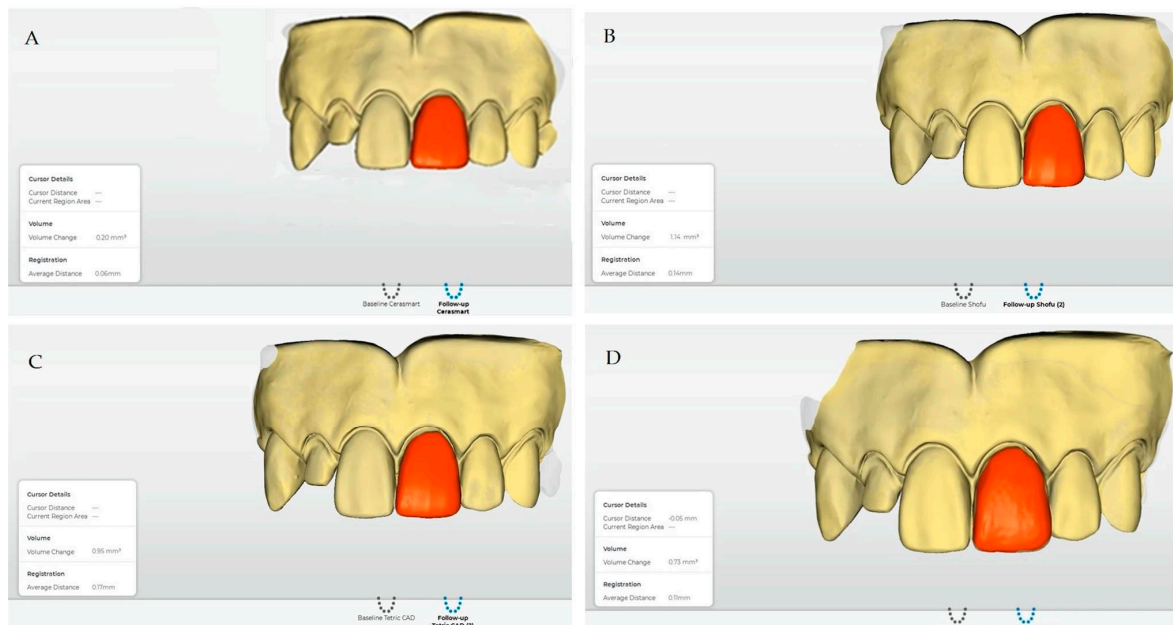 A
Cursor Details
Cursor Distance ---
Current Region Area ---
Volume
Volume Change 0.20 mm³
Registration
Average Distance 0.06mm
Baseline Cerasmart
Follow-up
Cerasmart
B
Cursor Details
Cursor Distance ---
Current Region Area ---
Volume
Volume Change 1.14 mm³
Registration
Average Distance 0.14mm
Baseline Shofu
Follow-up Shofu (2)
C
Cursor Details
Cursor Distance ---
Current Region Area ---
Volume
Volume Change 0.95 mm³
Registration
Average Distance 0.17mm
Baseline Tetric CAD
Follow-up
Tetric CAD (2)
D
Cursor Details
Cursor Distance -0.05 mm
Current Region Area ---
Volume
Volume Change 0.73 mm³
Registration
Average Distance 0.11mm